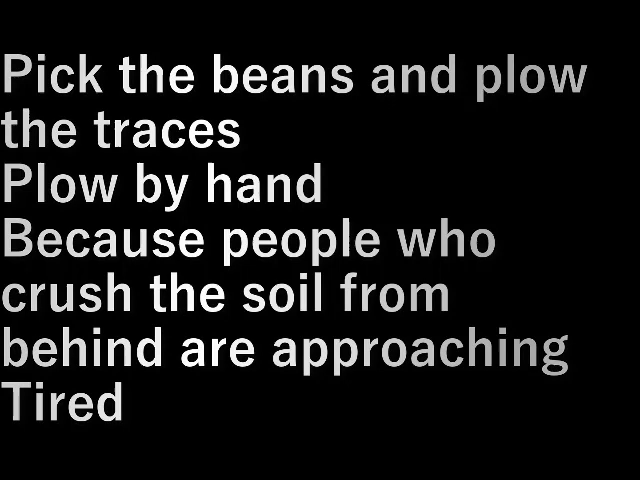 Pick the beans and plow
the traces
Plow by hand
Because people who
crush the soil from
behind are approaching
Tired